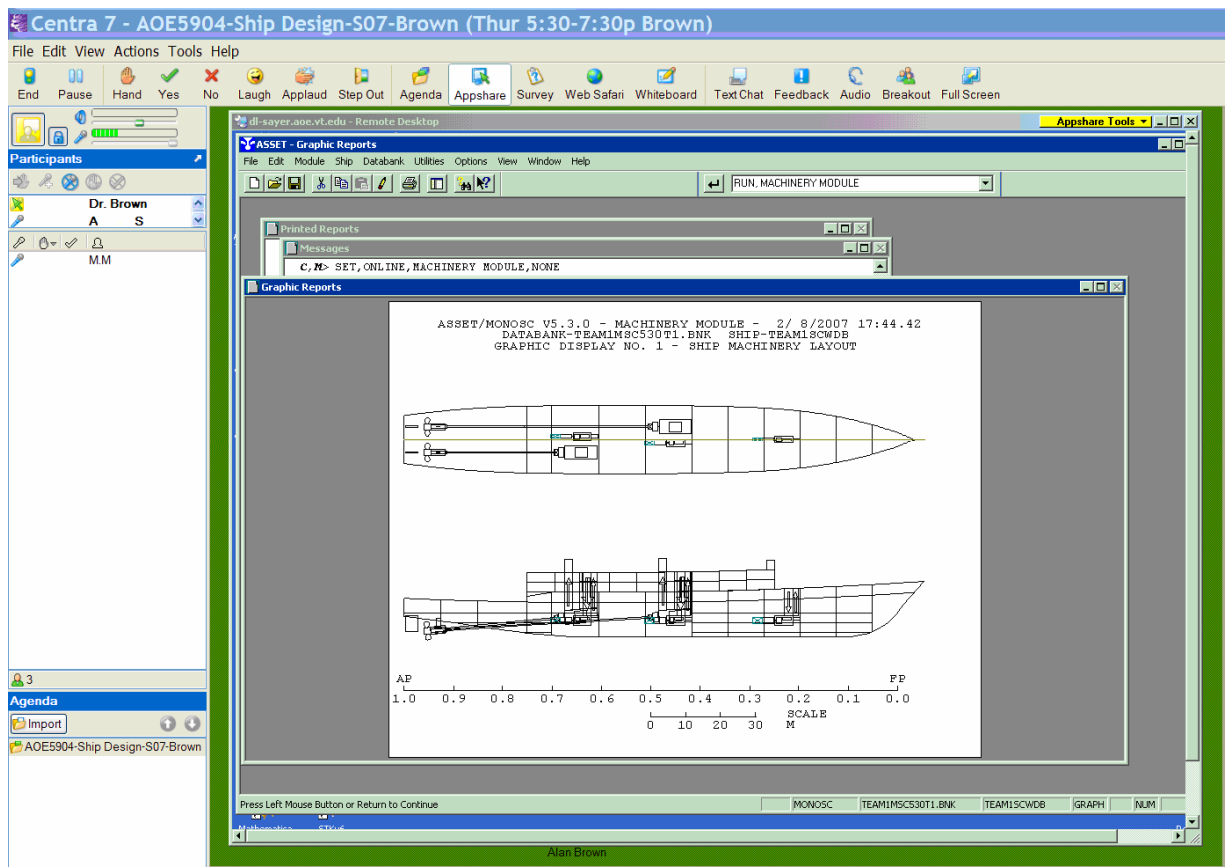 Centra 7 - AOE5904-Ship Design-S07-Brown (Thur 5:30-7:30p Brown)
File Edit View Actions Tools Help
End Pause Hand Yes No Laugh Applaud Step Out Agenda Appshare Survey Web Safari Whiteboard Text Chat Feedback Audio Breakout Full Screen
dl-sayer.aoe.vt.edu - Remote Desktop
Appshare Tools
Participants
Dr. Brown
A S
M.M
ASSET - Graphic Reports
File Edit Module Ship Databank Utilities Options View Window Help
RUN, MACHINERY MODULE
Printed Reports
Messages
C,M> SET,ONLINE,MACHINERY MODULE,NONE
Graphic Reports
ASSET/MONOSC V5.3.0 - MACHINERY MODULE - 2/ 8/2007 17:44.42
DATABANK-TEAM1MSC530T1.BNK SHIP-TEAM1SCWDB
GRAPHIC DISPLAY NO. 1 - SHIP MACHINERY LAYOUT
AP FP
1.0 0.9 0.8 0.7 0.6 0.5 0.4 0.3 0.2 0.1 0.0
SCALE
0 10 20 30 M
3
Agenda
Import
AOE5904-Ship Design-S07-Brown
Press Left Mouse Button or Return to Continue
MONOSC TEAM1MSC530T1.BNK TEAM1SCWDB GRAPH NUM
Alan Brown